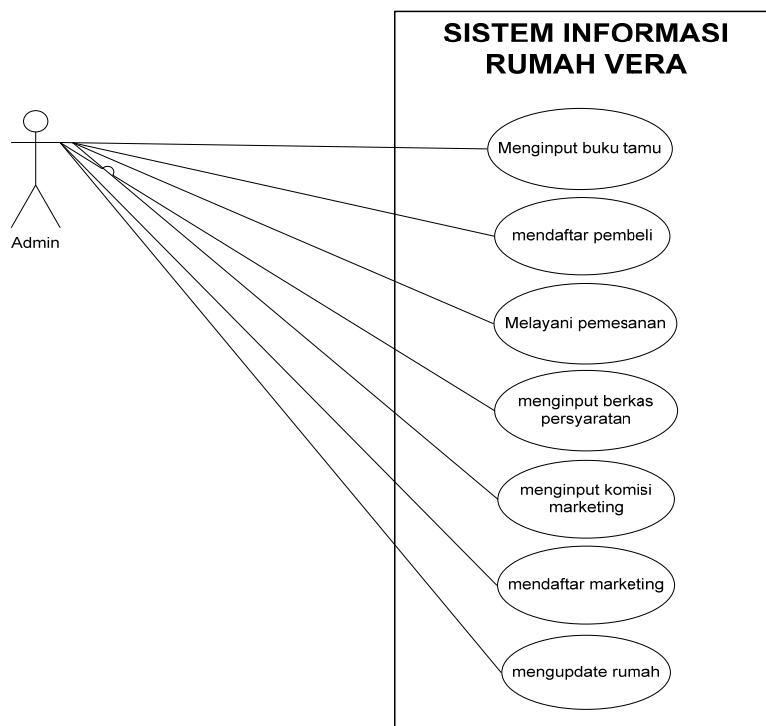 SISTEM INFORMASI
RUMAH VERA
Menginput buku tamu
mendaftar pembeli
Admin
Melayani pemesanan
menginput berkas
persyaratan
menginput komisi
marketing
mendaftar marketing
mengupdate rumah